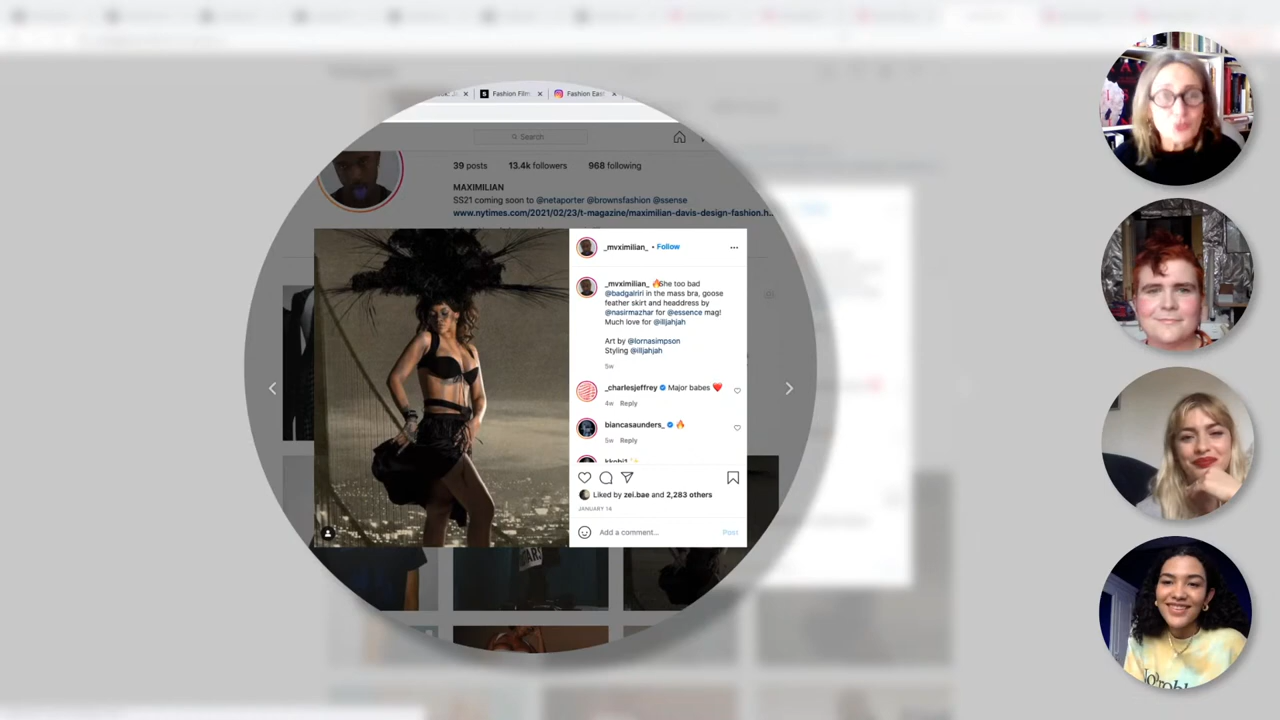 Fashion Film
Fashion Eas
Search
39 posts 13.4k followers 968 following
MAXIMILIAN
SS21 coming soon to @netaporter @brownsfashion @ssense
www.nytimes.com/2021/02/23/t-magazine/maximilian-davis-design-fashion.h..
_mvximilian_ • Follow
_mvximilian_ 🔥She too bad
@badgalriri in the mass bra, goose
feather skirt and headdress by
@nasirmazhar for @essence mag!
Much love for @illjahjah
Art by @lornasimpson
Styling @illjahjah
5w
_charlesjeffrey Major babes ❤️
4w Reply
biancasaunders_ 🔥
5w Reply
Liked by zei.bae and 2,283 others
JANUARY 14
Add a comment... Post